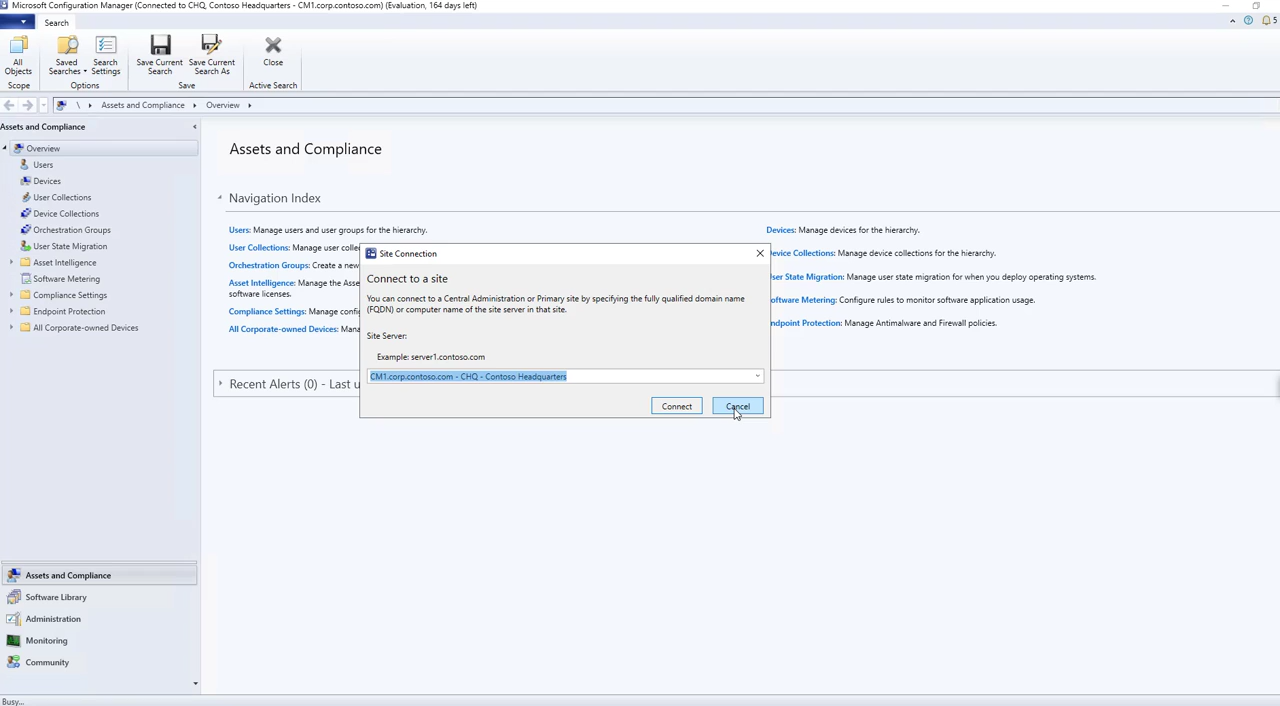 Microsoft Configuration Manager (Connected to CHQ, Contoso Headquarters - CM1.corp.contoso.com) (Evaluation, 164 days left)
Search
5
All Objects
Saved Searches
Search Settings
Save Current Search
Save Current Search As
Close
Scope
Options
Save
Active Search
\ Assets and Compliance Overview
Assets and Compliance
Overview
Users
Devices
User Collections
Device Collections
Orchestration Groups
User State Migration
Asset Intelligence
Software Metering
Compliance Settings
Endpoint Protection
All Corporate-owned Devices
Assets and Compliance
Navigation Index
Users: Manage users and user groups for the hierarchy.
User Collections: Manage user colle
Orchestration Groups: Create a new
Asset Intelligence: Manage the Asse
software licenses.
Compliance Settings: Manage config
All Corporate-owned Devices: Mana
Devices: Manage devices for the hierarchy.
Device Collections: Manage device collections for the hierarchy.
User State Migration: Manage user state migration for when you deploy operating systems.
Software Metering: Configure rules to monitor software application usage.
Endpoint Protection: Manage Antimalware and Firewall policies.
Recent Alerts (0) - Last u
Site Connection
Connect to a site
You can connect to a Central Administration or Primary site by specifying the fully qualified domain name
(FQDN) or computer name of the site server in that site.
Site Server:
Example: server1.contoso.com
CM1.corp.contoso.com - CHQ - Contoso Headquarters
Connect
Cancel
Assets and Compliance
Software Library
Administration
Monitoring
Community
Busy...